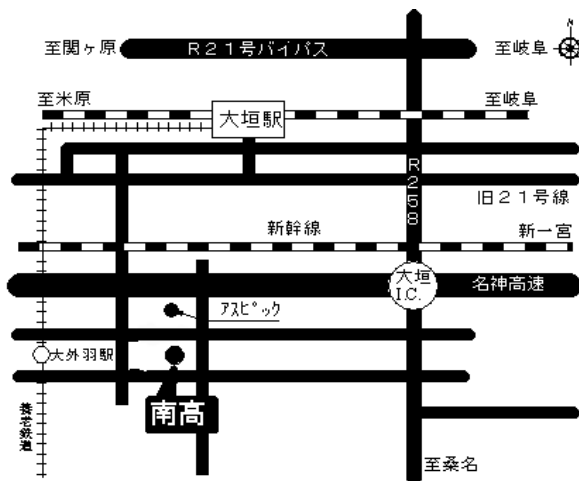 N
至関ヶ原
R21号バイパス
至岐阜
至米原
至岐阜
大垣駅
R258
旧21号線
新幹線
新一宮
大垣
I.C.
名神高速
アスピック
大外羽駅
南高
養老鉄道
至桑名